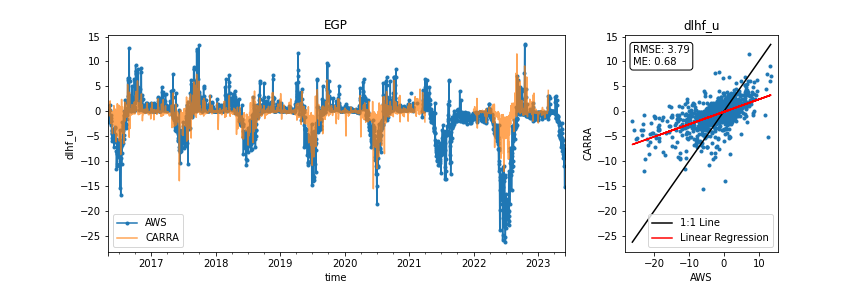 EGP
dlhf_u
15
10
5
0
−5
−10
−15
−20
−25
AWS
CARRA
2017
2018
2019
2020
2021
2022
2023
time
dlhf_u
RMSE: 3.79
ME: 0.68
CARRA
15
10
5
0
−5
−10
−15
−20
−25
1:1 Line
Linear Regression
−20
−10
0
10
AWS